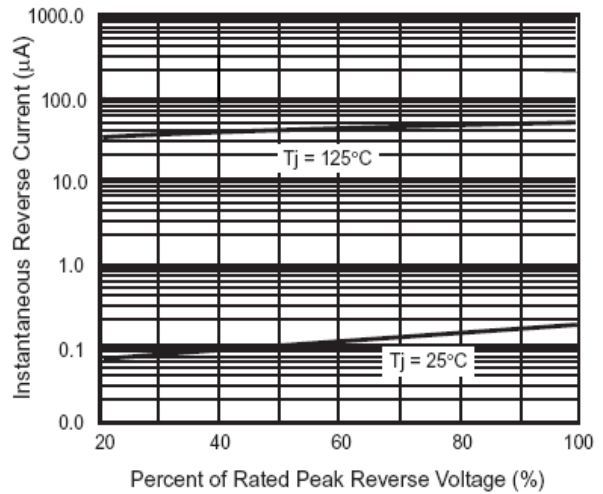 Instantaneous Reverse Current (μA)
1000.0
100.0
10.0
1.0
0.1
0.0
Tj = 125°C
Tj = 25°C
20 40 60 80 100
Percent of Rated Peak Reverse Voltage (%)